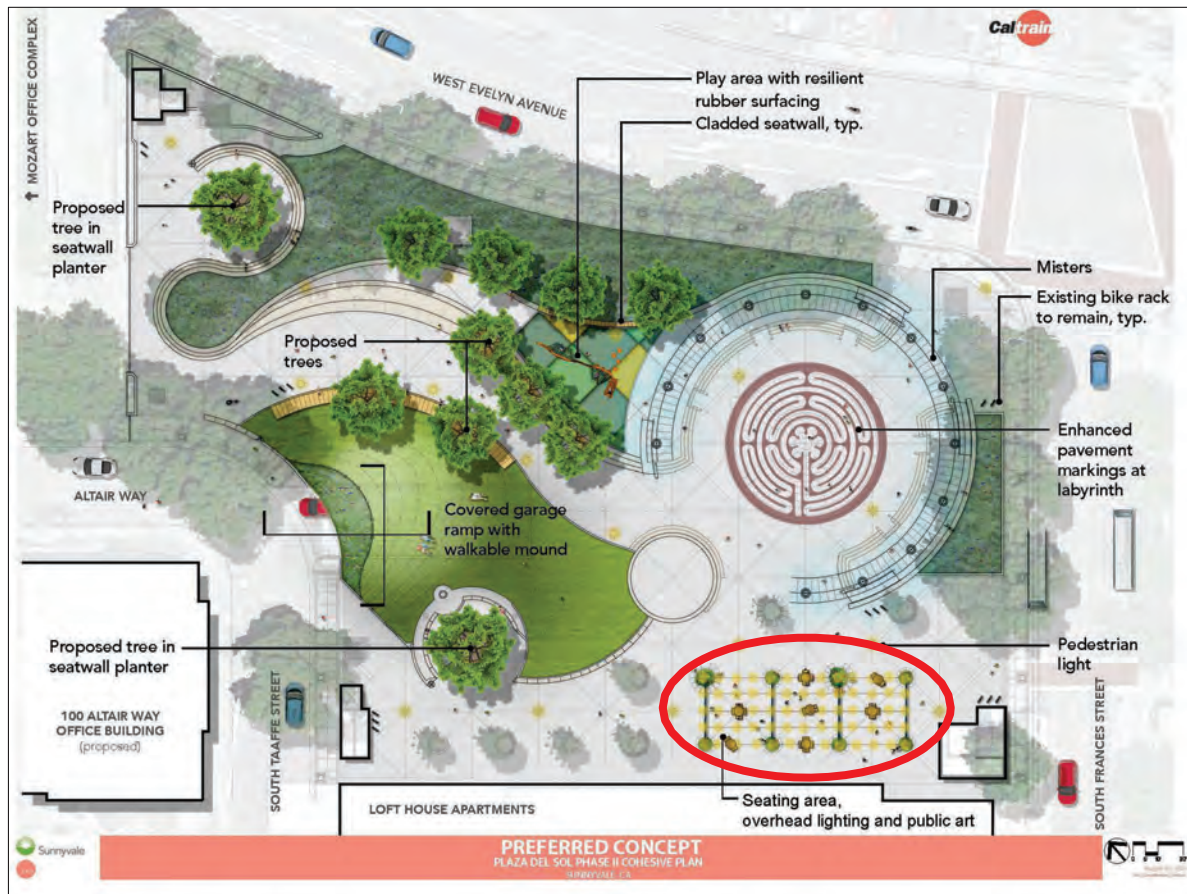 Caltrain
↑ MOZART OFFICE COMPLEX
WEST EVELYN AVENUE
Play area with resilient
rubber surfacing
Cladded seatwall, typ.
Proposed
tree in
seatwall
planter
Misters
Existing bike rack
to remain, typ.
Proposed
trees
Enhanced
pavement
markings at
labyrinth
ALTAIR WAY
Covered garage
ramp with
walkable mound
Proposed tree in
seatwall planter
Pedestrian
light
100 ALTAIR WAY
OFFICE BUILDING
(proposed)
SOUTH TAAFFE STREET
SOUTH FRANCES STREET
LOFT HOUSE APARTMENTS
Seating area,
overhead lighting and public art
Sunnyvale
PREFERRED CONCEPT
PLAZA DEL SOL PHASE II COHESIVE PLAN
SUNNYVALE, CA